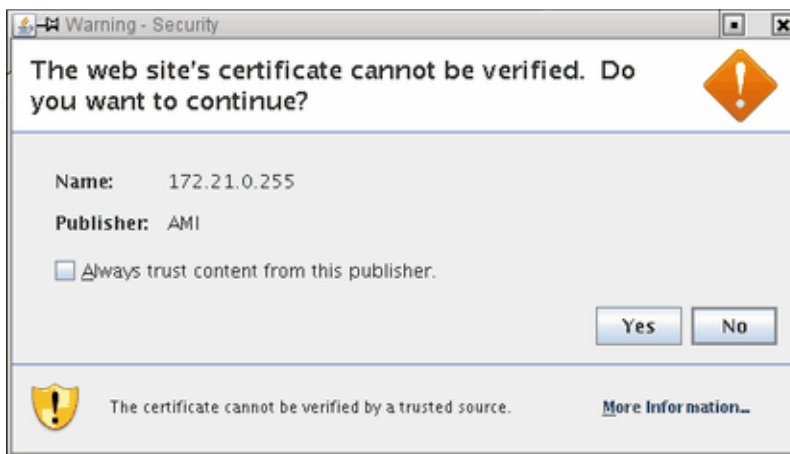 Warning - Security
The web site's certificate cannot be verified. Do
you want to continue?
Name: 172.21.0.255
Publisher: AMI
Always trust content from this publisher.
Yes No
The certificate cannot be verified by a trusted source. More Information...